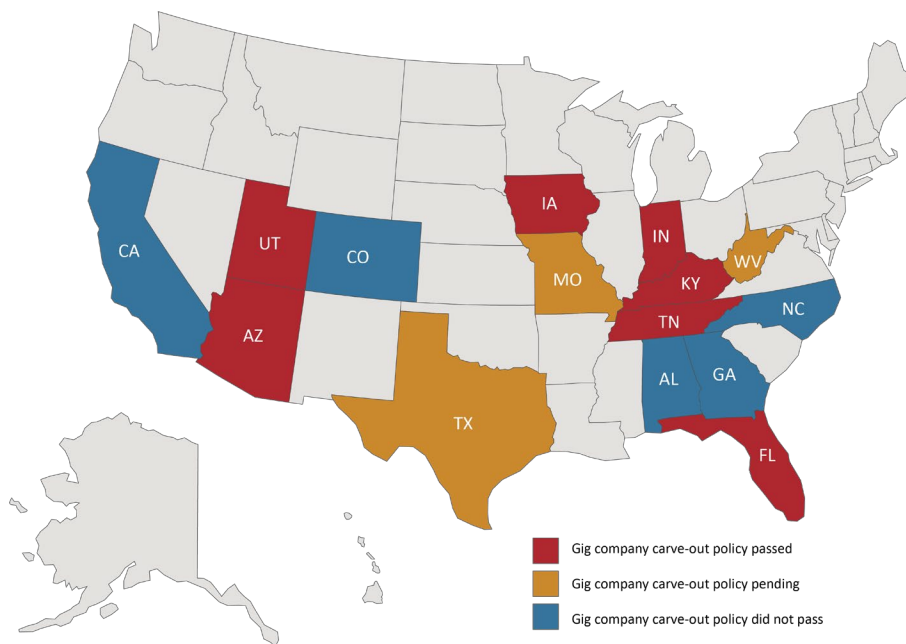 IA
UT
CO
IN
CA
WV
MO
KY
NC
TN
AZ
AL
GA
TX
FL
Gig company carve-out policy passed
Gig company carve-out policy pending
Gig company carve-out policy did not pass